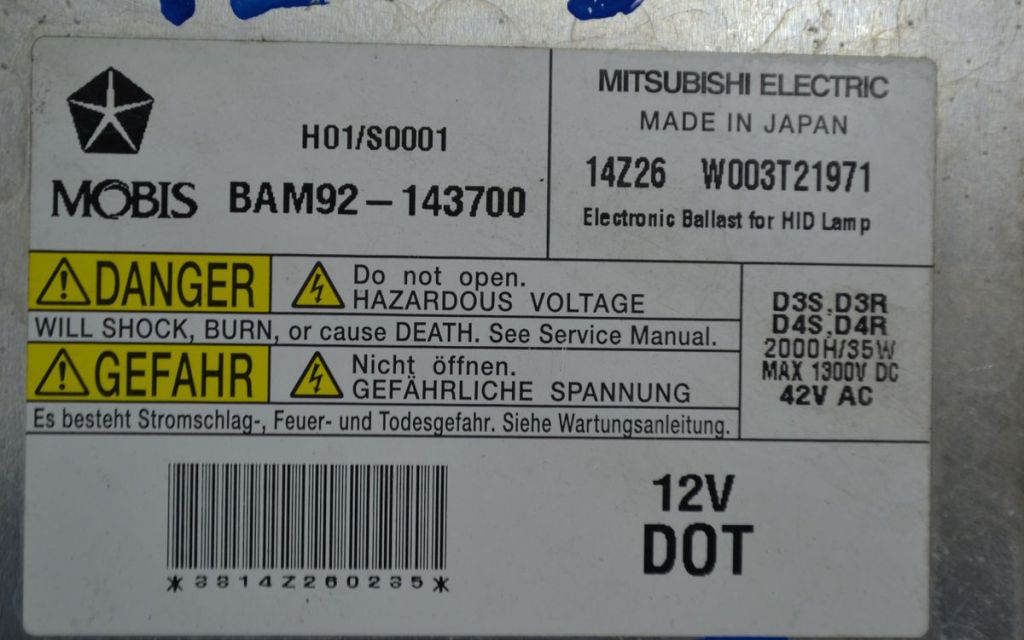 H01/S0001
MOBIS BAM92-143700
MITSUBISHI ELECTRIC
MADE IN JAPAN
14Z26 W003T21971
Electronic Ballast for HID Lamp
DANGER
Do not open.
HAZARDOUS VOLTAGE
WILL SHOCK, BURN, or cause DEATH. See Service Manual.
GEFAHR
Nicht öffnen.
GEFÄHRLICHE SPANNUNG
Es besteht Stromschlag-, Feuer- und Todesgefahr. Siehe Wartungsanleitung.
D3S,D3R
D4S,D4R
2000H/35W
MAX 1300V DC
42V AC
*3814Z260235*
12V
DOT